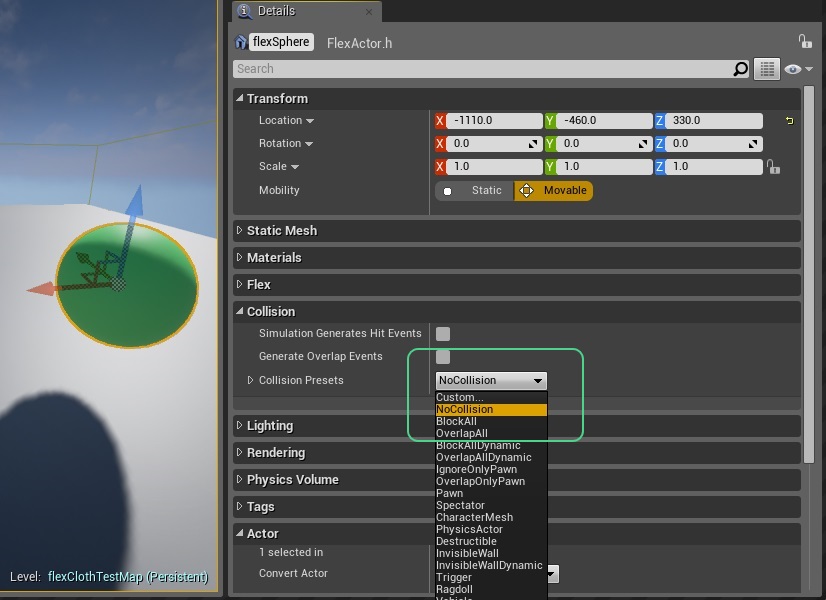 Details
flexSphere FlexActor.h
Search
Transform
Location X -1110.0 Y -460.0 Z 330.0
Rotation X 0.0 Y 0.0 Z 0.0
Scale X 1.0 Y 1.0 Z 1.0
Mobility Static Movable
Static Mesh
Materials
Flex
Collision
Simulation Generates Hit Events
Generate Overlap Events
Collision Presets NoCollision
Custom...
NoCollision
BlockAll
OverlapAll
BlockAllDynamic
OverlapAllDynamic
IgnoreOnlyPawn
OverlapOnlyPawn
Pawn
Spectator
CharacterMesh
PhysicsActor
Destructible
InvisibleWall
InvisibleWallDynamic
Trigger
Ragdoll
Lighting
Rendering
Physics Volume
Tags
Actor
1 selected in
Convert Actor
Level: flexClothTestMap (Persistent)